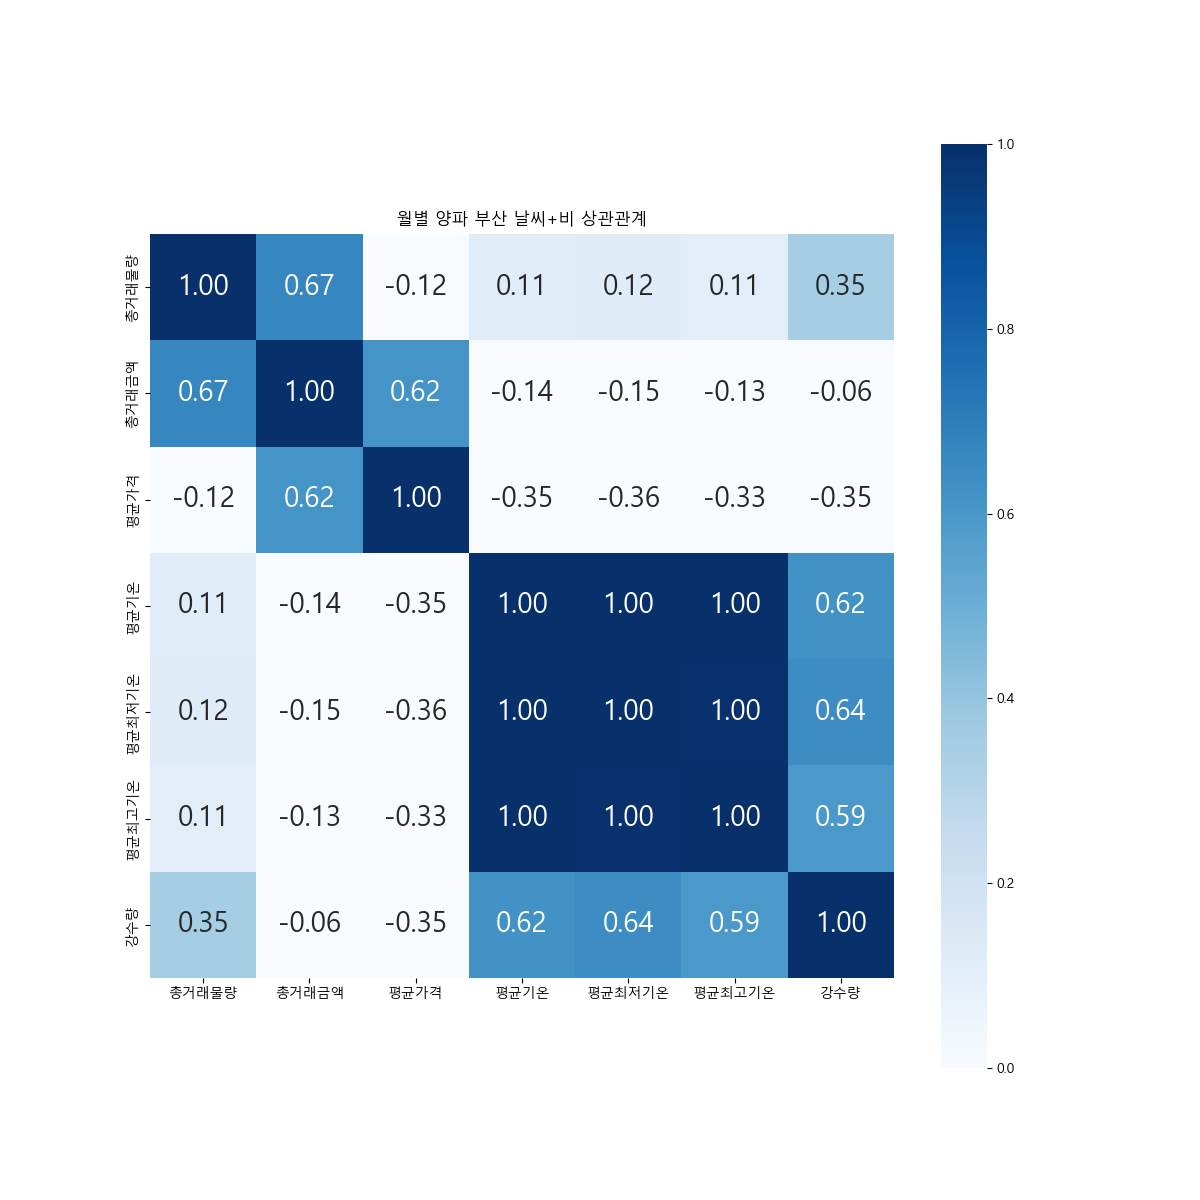 월별 양파 부산 날씨+비 상관관계
총거래물량 1.00 0.67 -0.12 0.11 0.12 0.11 0.35
총거래금액 0.67 1.00 0.62 -0.14 -0.15 -0.13 -0.06
평균가격 -0.12 0.62 1.00 -0.35 -0.36 -0.33 -0.35
평균기온 0.11 -0.14 -0.35 1.00 1.00 1.00 0.62
평균최저기온 0.12 -0.15 -0.36 1.00 1.00 1.00 0.64
평균최고기온 0.11 -0.13 -0.33 1.00 1.00 1.00 0.59
강수량 0.35 -0.06 -0.35 0.62 0.64 0.59 1.00
총거래물량 총거래금액 평균가격 평균기온 평균최저기온 평균최고기온 강수량
1.0
0.8
0.6
0.4
0.2
0.0